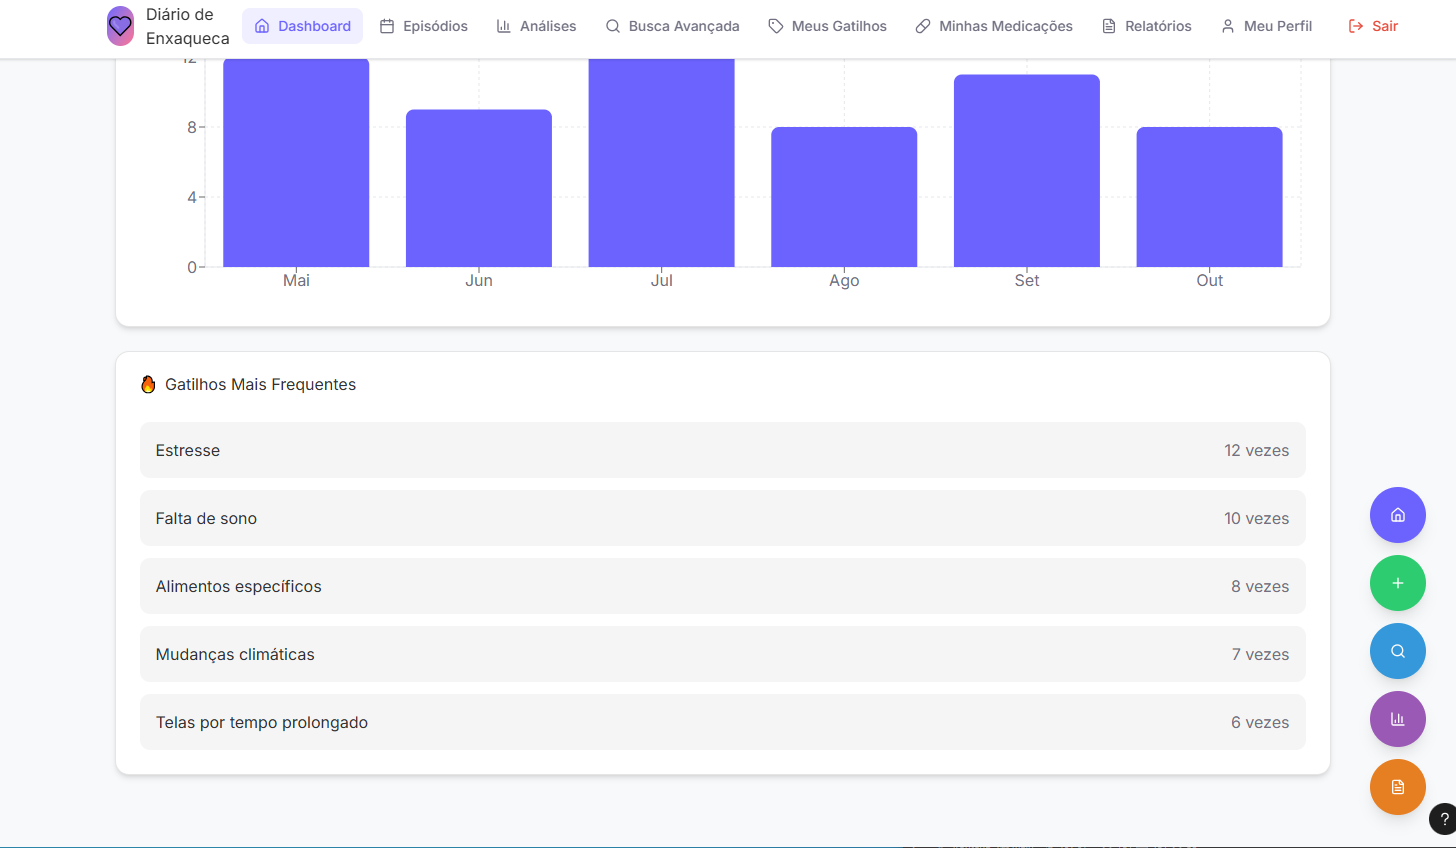 Diário de
Enxaqueca
Dashboard
Episódios
Análises
Busca Avançada
Meus Gatilhos
Minhas Medicações
Relatórios
Meu Perfil
Sair
12
8
4
0
Mai
Jun
Jul
Ago
Set
Out
Gatilhos Mais Frequentes
Estresse
12 vezes
Falta de sono
10 vezes
Alimentos específicos
8 vezes
Mudanças climáticas
7 vezes
Telas por tempo prolongado
6 vezes
?